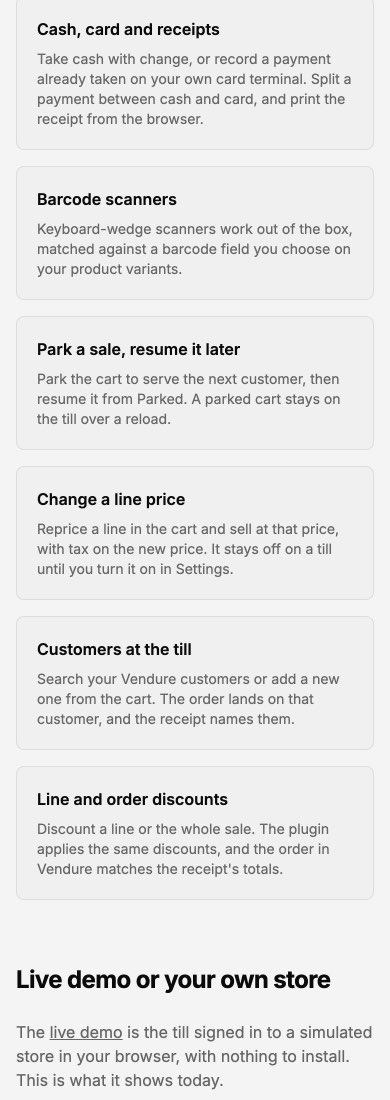 Cash, card and receipts
Take cash with change, or record a payment
already taken on your own card terminal. Split a
payment between cash and card, and print the
receipt from the browser.
Barcode scanners
Keyboard-wedge scanners work out of the box,
matched against a barcode field you choose on
your product variants.
Park a sale, resume it later
Park the cart to serve the next customer, then
resume it from Parked. A parked cart stays on
the till over a reload.
Change a line price
Reprice a line in the cart and sell at that price,
with tax on the new price. It stays off on a till
until you turn it on in Settings.
Customers at the till
Search your Vendure customers or add a new
one from the cart. The order lands on that
customer, and the receipt names them.
Line and order discounts
Discount a line or the whole sale. The plugin
applies the same discounts, and the order in
Vendure matches the receipt's totals.
Live demo or your own store
The live demo is the till signed in to a simulated
store in your browser, with nothing to install.
This is what it shows today.